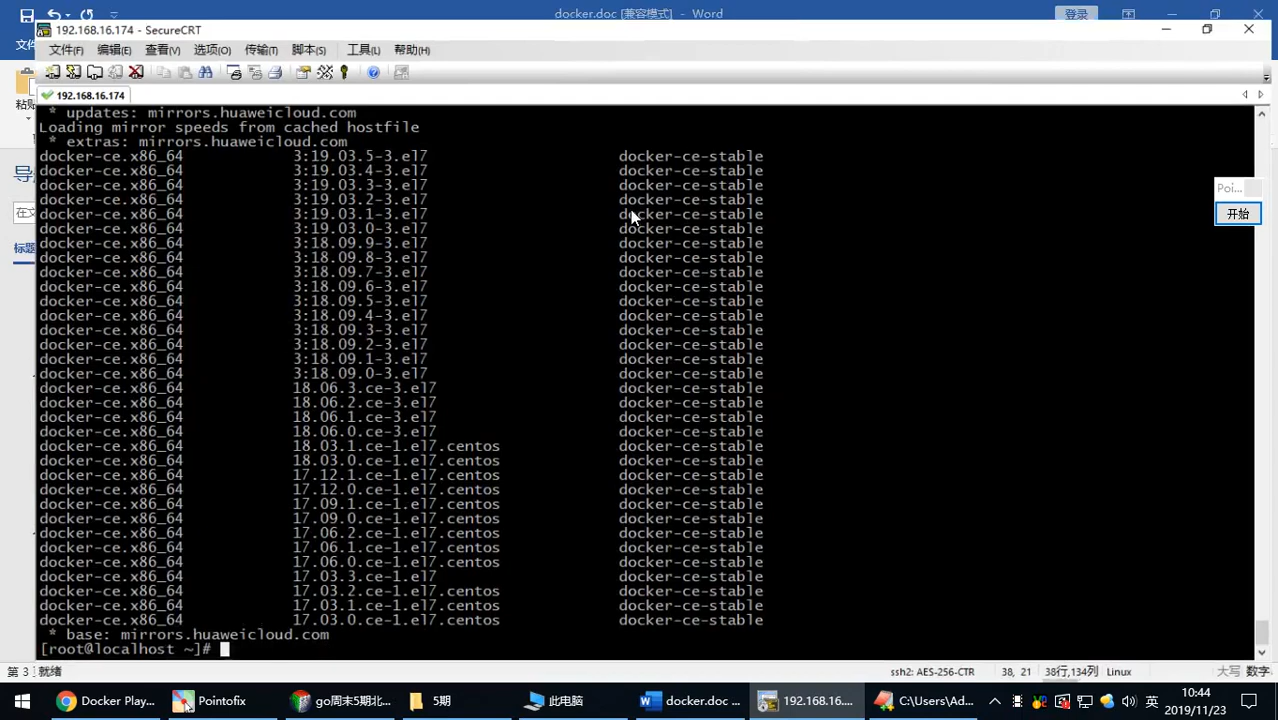 docker.doc [兼容模式] - Word
登录
192.168.16.174 - SecureCRT
文件(F) 编辑(E) 查看(V) 选项(O) 传输(T) 脚本(S) 工具(L) 帮助(H)
粘贴
192.168.16.174
* updates: mirrors.huaweicloud.com
Loading mirror speeds from cached hostfile
* extras: mirrors.huaweicloud.com
docker-ce.x86_64 3:19.03.5-3.el7 docker-ce-stable
docker-ce.x86_64 3:19.03.4-3.el7 docker-ce-stable
docker-ce.x86_64 3:19.03.3-3.el7 docker-ce-stable
docker-ce.x86_64 3:19.03.2-3.el7 docker-ce-stable
docker-ce.x86_64 3:19.03.1-3.el7 docker-ce-stable
docker-ce.x86_64 3:19.03.0-3.el7 docker-ce-stable
docker-ce.x86_64 3:18.09.9-3.el7 docker-ce-stable
docker-ce.x86_64 3:18.09.8-3.el7 docker-ce-stable
docker-ce.x86_64 3:18.09.7-3.el7 docker-ce-stable
docker-ce.x86_64 3:18.09.6-3.el7 docker-ce-stable
docker-ce.x86_64 3:18.09.5-3.el7 docker-ce-stable
docker-ce.x86_64 3:18.09.4-3.el7 docker-ce-stable
docker-ce.x86_64 3:18.09.3-3.el7 docker-ce-stable
docker-ce.x86_64 3:18.09.2-3.el7 docker-ce-stable
docker-ce.x86_64 3:18.09.1-3.el7 docker-ce-stable
docker-ce.x86_64 3:18.09.0-3.el7 docker-ce-stable
docker-ce.x86_64 18.06.3.ce-3.el7 docker-ce-stable
docker-ce.x86_64 18.06.2.ce-3.el7 docker-ce-stable
docker-ce.x86_64 18.06.1.ce-3.el7 docker-ce-stable
docker-ce.x86_64 18.06.0.ce-3.el7 docker-ce-stable
docker-ce.x86_64 18.03.1.ce-1.el7.centos docker-ce-stable
docker-ce.x86_64 18.03.0.ce-1.el7.centos docker-ce-stable
docker-ce.x86_64 17.12.1.ce-1.el7.centos docker-ce-stable
docker-ce.x86_64 17.12.0.ce-1.el7.centos docker-ce-stable
docker-ce.x86_64 17.09.1.ce-1.el7.centos docker-ce-stable
docker-ce.x86_64 17.09.0.ce-1.el7.centos docker-ce-stable
docker-ce.x86_64 17.06.2.ce-1.el7.centos docker-ce-stable
docker-ce.x86_64 17.06.1.ce-1.el7.centos docker-ce-stable
docker-ce.x86_64 17.06.0.ce-1.el7.centos docker-ce-stable
docker-ce.x86_64 17.03.3.ce-1.el7 docker-ce-stable
docker-ce.x86_64 17.03.2.ce-1.el7.centos docker-ce-stable
docker-ce.x86_64 17.03.1.ce-1.el7.centos docker-ce-stable
docker-ce.x86_64 17.03.0.ce-1.el7.centos docker-ce-stable
* base: mirrors.huaweicloud.com
[root@localhost ~]#
标题
Poi...
开始
第 3 就绪 ssh2: AES-256-CTR 38, 21 38行,134列 Linux 大写 数字
Docker Play... Pointofix go周末5期北... 5期 此电脑 docker.doc ... 192.168.16.... C:\Users\Ad... 英 10:44
2019/11/23